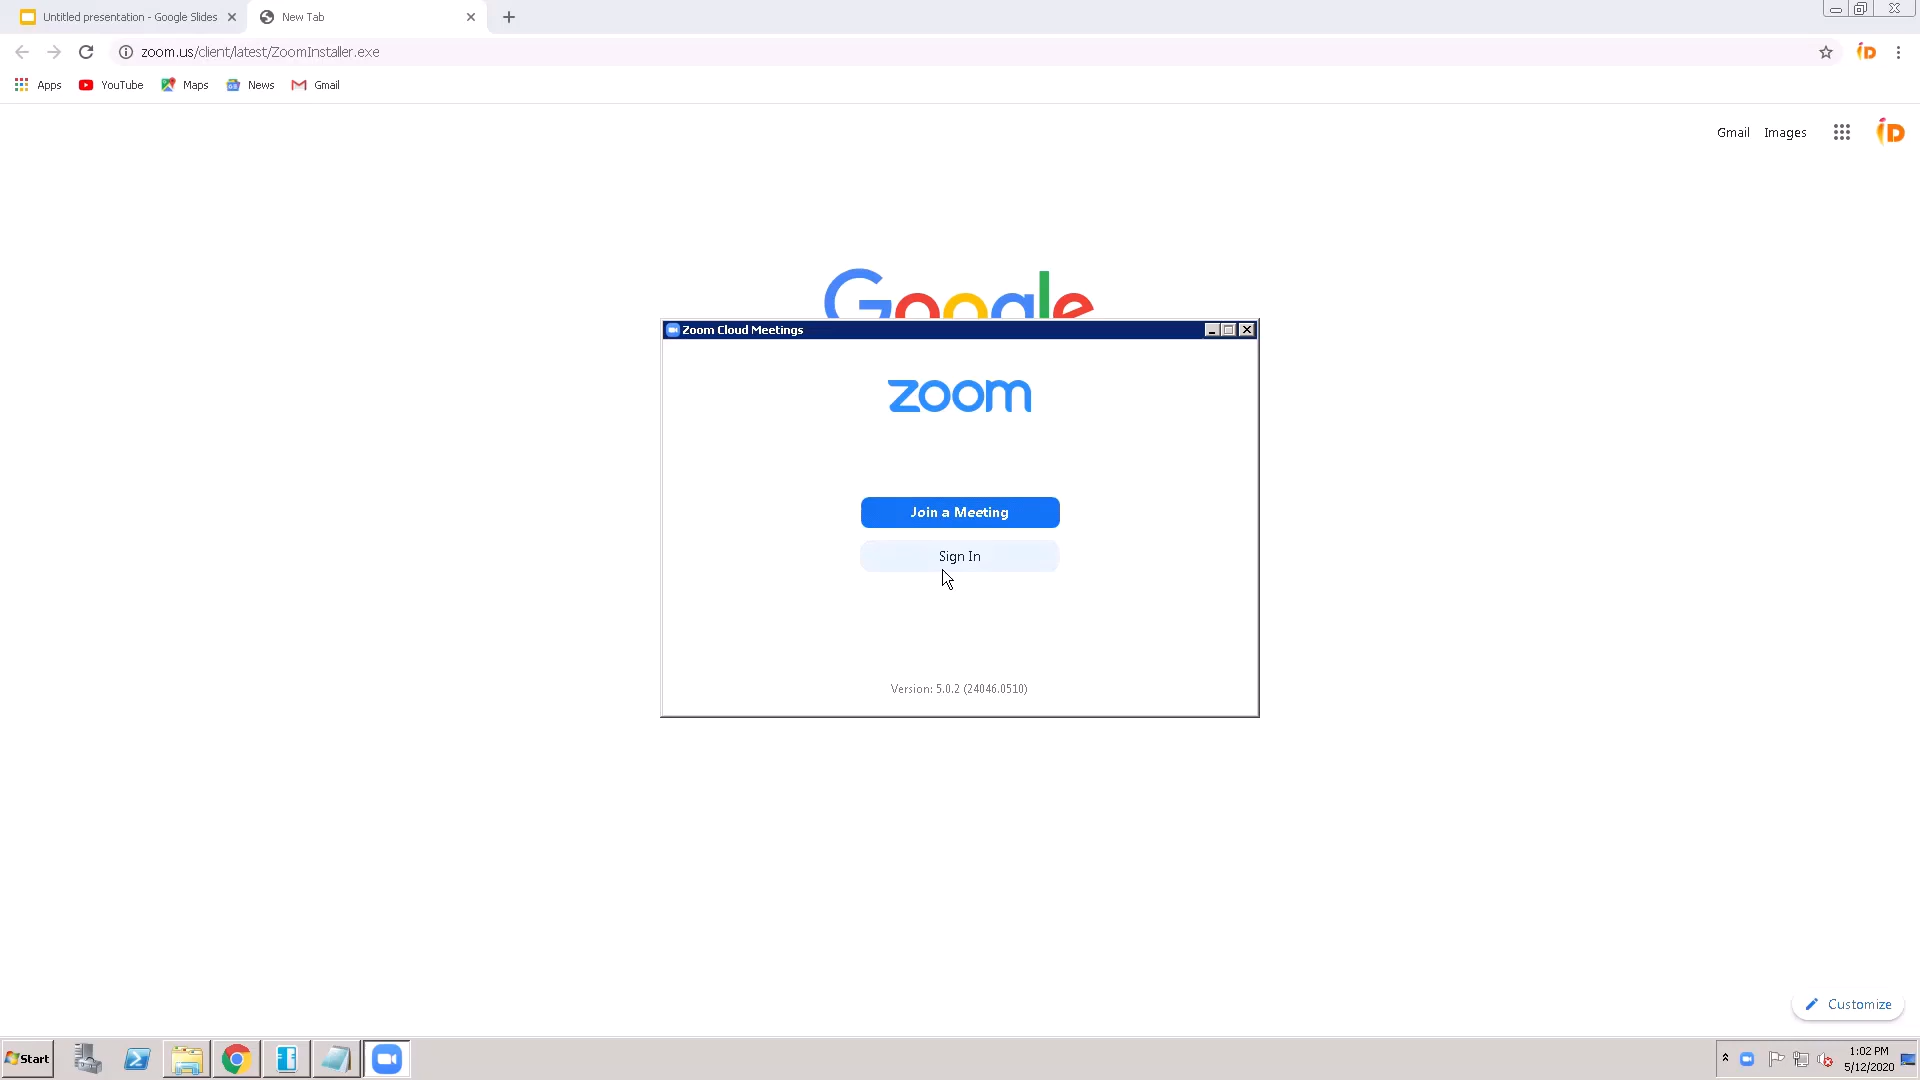 Untitled presentation - Google Slides
New Tab
zoom.us/client/latest/ZoomInstaller.exe
Apps
YouTube
Maps
News
Gmail
Gmail
Images
Google
Zoom Cloud Meetings
zoom
Join a Meeting
Sign In
Version: 5.0.2 (24046.0510)
Customize
Start
1:02 PM
5/12/2020